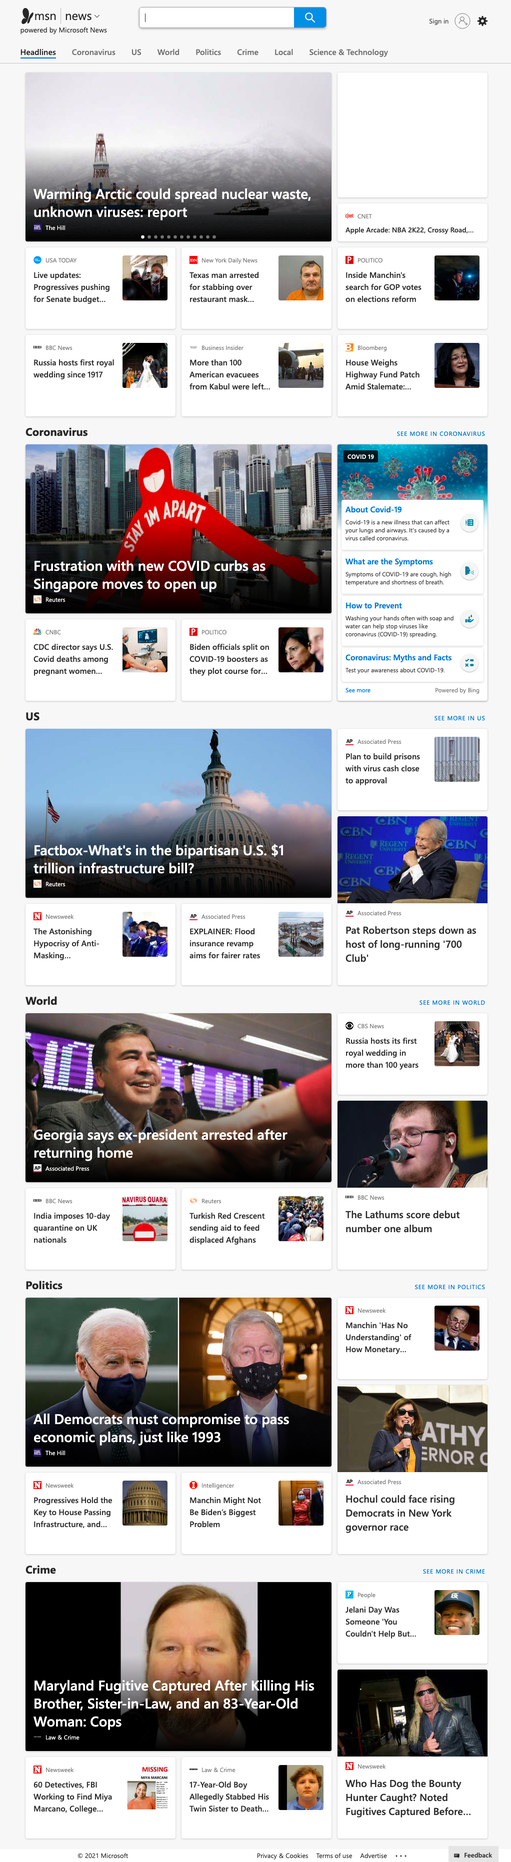 msn news
powered by Microsoft News
Sign in
Headlines Coronavirus US World Politics Crime Local Science & Technology
Warming Arctic could spread nuclear waste,
unknown viruses: report
The Hill
CNET
Apple Arcade: NBA 2K22, Crossy Road,...
USA TODAY
Live updates:
Progressives pushing
for Senate budget...
New York Daily News
Texas man arrested
for stabbing over
restaurant mask...
POLITICO
Inside Manchin's
search for GOP votes
on elections reform
BBC News
Russia hosts first royal
wedding since 1917
Business Insider
More than 100
American evacuees
from Kabul were left...
Bloomberg
House Weighs
Highway Fund Patch
Amid Stalemate:...
Coronavirus
SEE MORE IN CORONAVIRUS
STAY 1M APART
Frustration with new COVID curbs as
Singapore moves to open up
Reuters
COVID 19
About Covid-19
Covid-19 is a new illness that can affect
your lungs and airways. It's caused by a
virus called coronavirus.
What are the Symptoms
Symptoms of COVID-19 are cough, high
temperature and shortness of breath.
How to Prevent
Washing your hands often with soap and
water can help stop viruses like
coronavirus (COVID-19) spreading.
Coronavirus: Myths and Facts
Test your awareness about COVID-19.
See more
Powered by Bing
CNBC
CDC director says U.S.
Covid deaths among
pregnant women...
POLITICO
Biden officials split on
COVID-19 boosters as
they plot course for...
US
SEE MORE IN US
Factbox-What's in the bipartisan U.S. $1
trillion infrastructure bill?
Reuters
AP Associated Press
Plan to build prisons
with virus cash close
to approval
CBN
REGENT
AP Associated Press
Pat Robertson steps down as
host of long-running '700
Club'
N Newsweek
The Astonishing
Hypocrisy of Anti-
Masking...
AP Associated Press
EXPLAINER: Flood
insurance revamp
aims for fairer rates
World
SEE MORE IN WORLD
Georgia says ex-president arrested after
returning home
AP Associated Press
CBS News
Russia hosts its first
royal wedding in
more than 100 years
BBC News
The Lathums score debut
number one album
BBC News
India imposes 10-day
quarantine on UK
nationals
NAVIRUS QUARA
Reuters
Turkish Red Crescent
sending aid to feed
displaced Afghans
Politics
SEE MORE IN POLITICS
All Democrats must compromise to pass
economic plans, just like 1993
The Hill
N Newsweek
Manchin 'Has No
Understanding' of
How Monetary...
ATHY
ERNOR
AP Associated Press
Hochul could face rising
Democrats in New York
governor race
N Newsweek
Progressives Hold the
Key to House Passing
Infrastructure, and...
Intelligencer
Manchin Might Not
Be Biden's Biggest
Problem
Crime
SEE MORE IN CRIME
Maryland Fugitive Captured After Killing His
Brother, Sister-in-Law, and an 83-Year-Old
Woman: Cops
Law & Crime
People
Jelani Day Was
Someone 'You
Couldn't Help But...
N Newsweek
Who Has Dog the Bounty
Hunter Caught? Noted
Fugitives Captured Before...
N Newsweek
60 Detectives, FBI
Working to Find Miya
Marcano, College...
MISSING
MIYA MARCANO
Law & Crime
17-Year-Old Boy
Allegedly Stabbed His
Twin Sister to Death...
© 2021 Microsoft
Privacy & Cookies Terms of use Advertise ...
Feedback